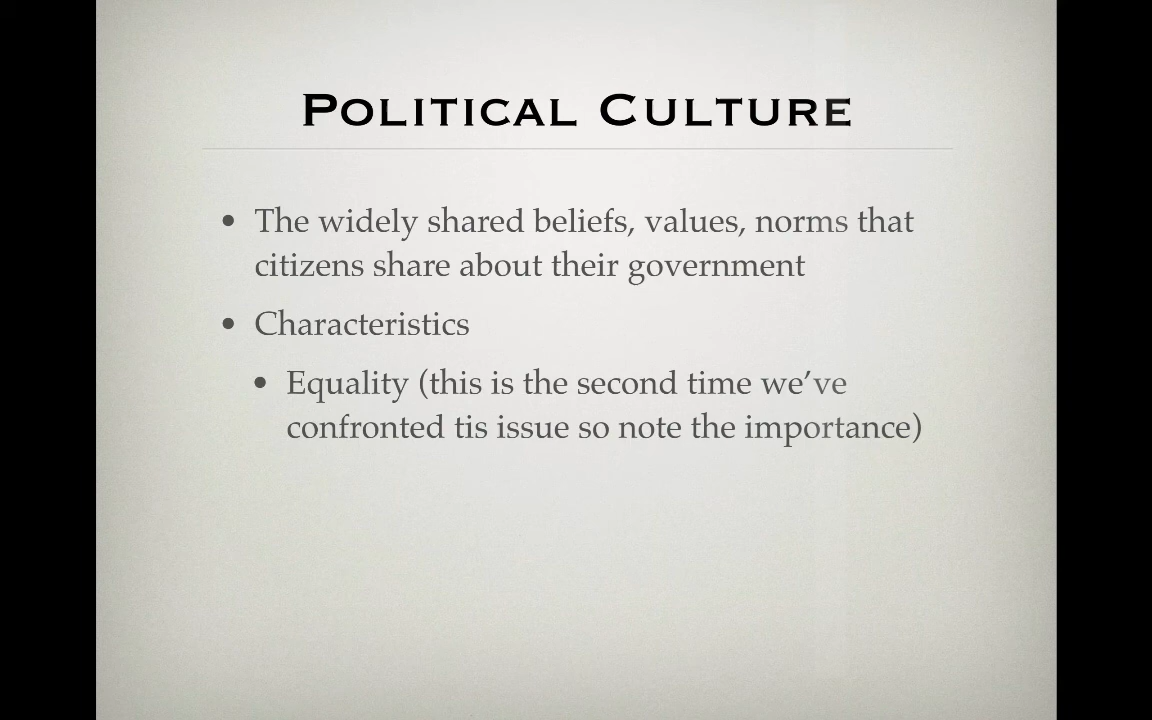 Political Culture
• The widely shared beliefs, values, norms that
citizens share about their government
• Characteristics
• Equality (this is the second time we’ve
confronted tis issue so note the importance)